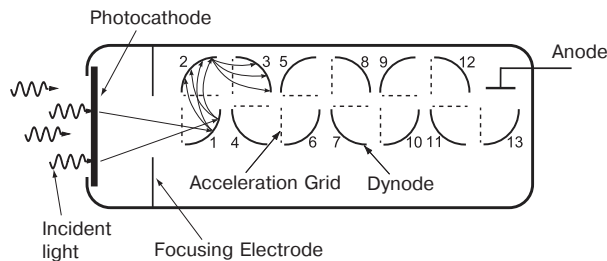 Photocathode
2 3 5 8 9 12
Anode
1 4 6 7 10 11 13
Acceleration Grid
Dynode
Incident
light
Focusing Electrode